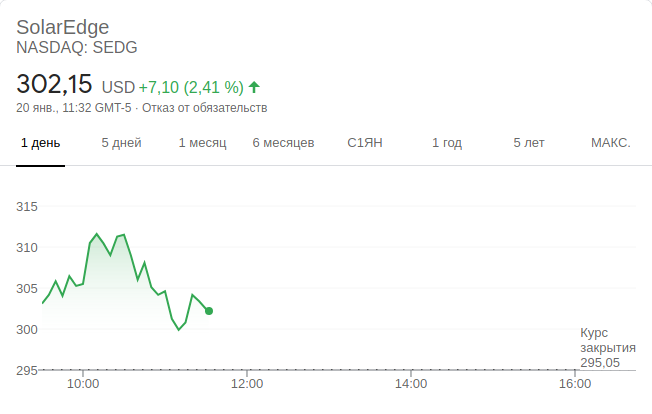 SolarEdge
NASDAQ: SEDG
302,15 USD +7,10 (2,41 %)
20 янв., 11:32 GMT-5 · Отказ от обязательств
1 день 5 дней 1 месяц 6 месяцев С1ЯН 1 год 5 лет МАКС.
315
310
305
300
Курс
закрытия
295,05
295
10:00 12:00 14:00 16:00